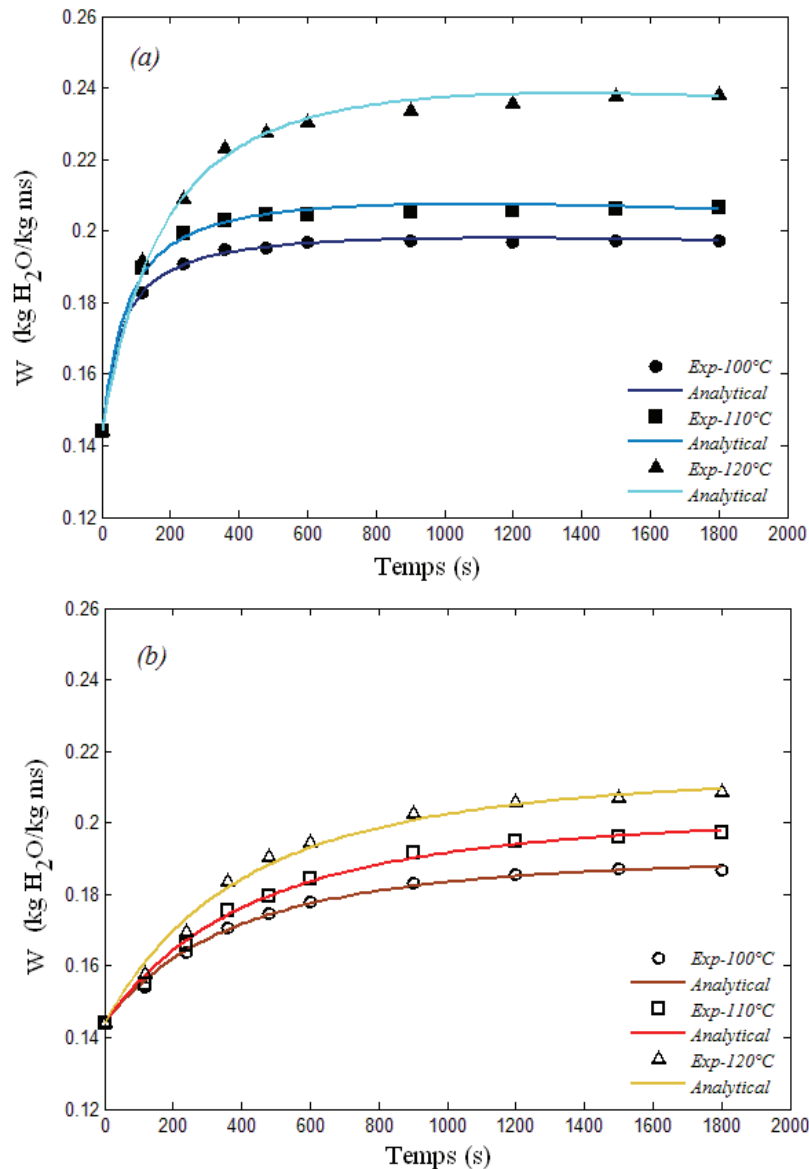 0.26
(a)
0.24
0.22
0.2
0.18
0.16
0.14
0.12
W (kg H2O/kg ms)
Exp-100°C
Analytical
Exp-110°C
Analytical
Exp-120°C
Analytical
0 200 400 600 800 1000 1200 1400 1600 1800 2000
Temps (s)
0.26
(b)
0.24
0.22
0.2
0.18
0.16
0.14
0.12
W (kg H2O/kg ms)
Exp-100°C
Analytical
Exp-110°C
Analytical
Exp-120°C
Analytical
0 200 400 600 800 1000 1200 1400 1600 1800 2000
Temps (s)